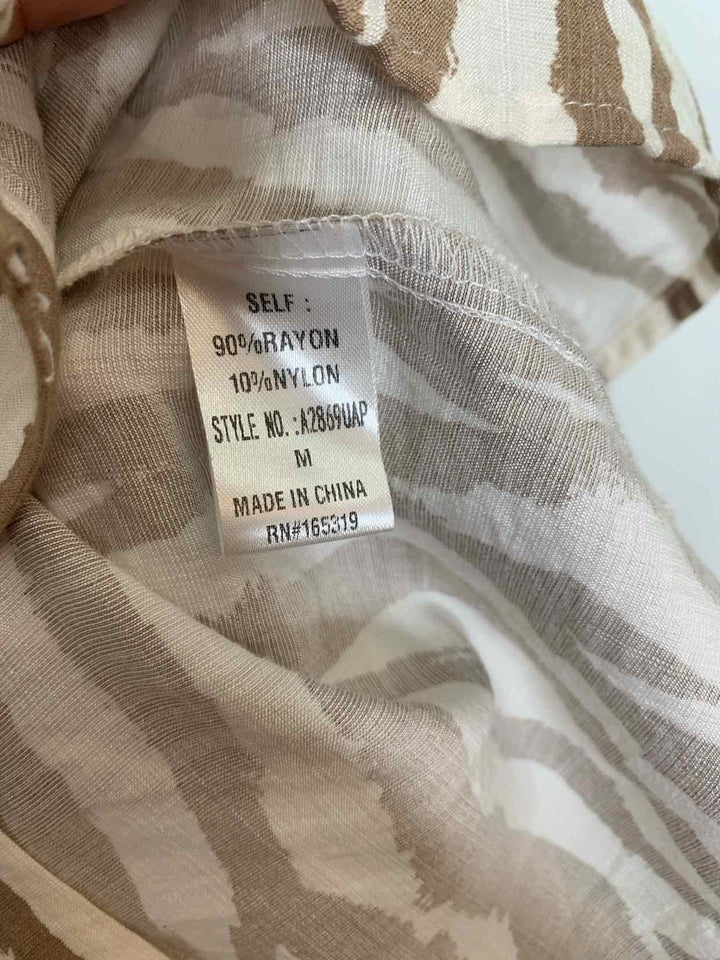 SELF :
90%RAYON
10%NYLON
STYLE NO.:A2869UAP
M
MADE IN CHINA
RN#165319